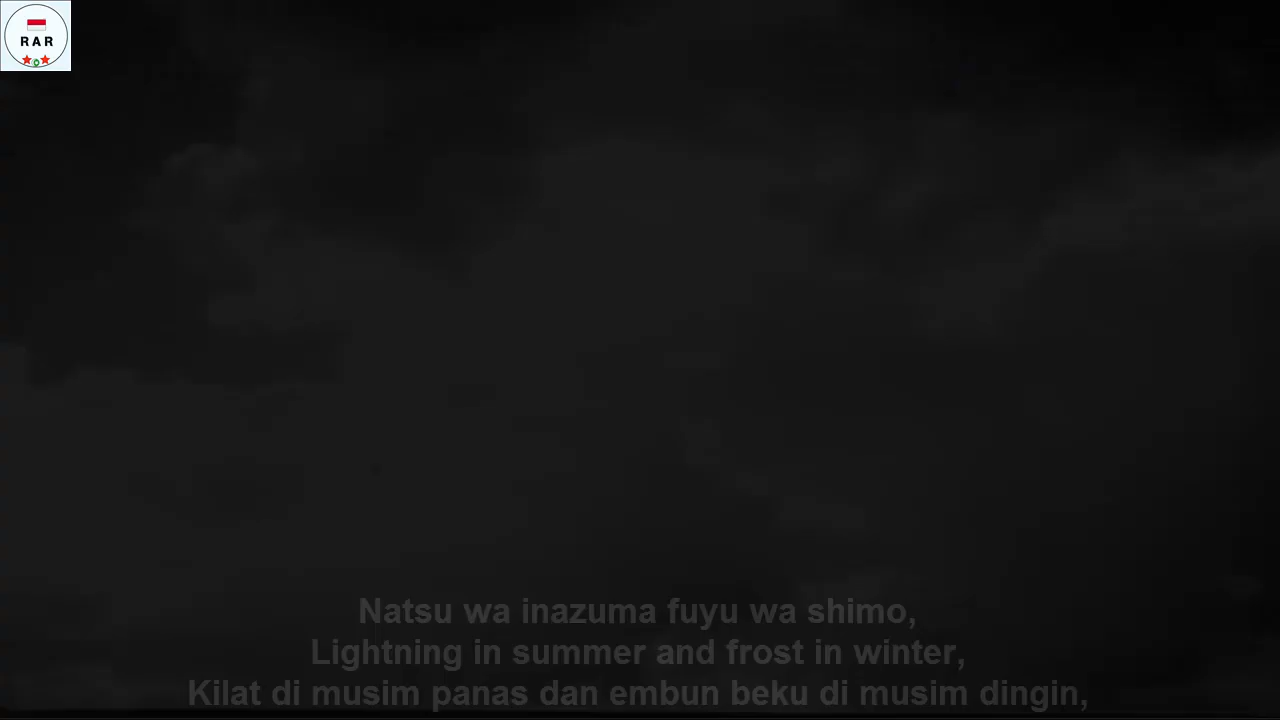 RAR
Natsu wa inazuma fuyu wa shimo,
Lightning in summer and frost in winter,
Kilat di musim panas dan embun beku di musim dingin,